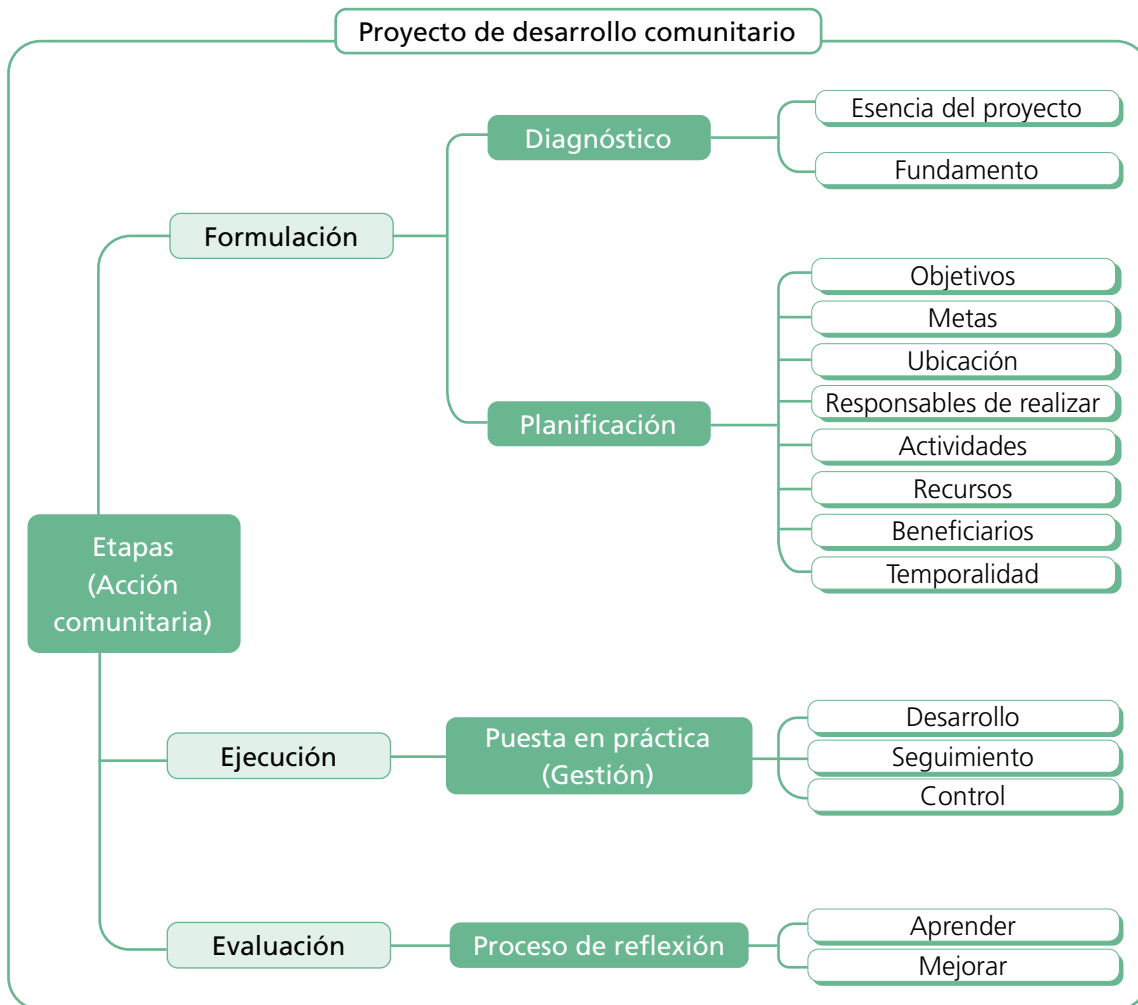 Proyecto de desarrollo comunitario
Etapas
(Acción
comunitaria)
Formulación
Diagnóstico
Esencia del proyecto
Fundamento
Planificación
Objetivos
Metas
Ubicación
Responsables de realizar
Actividades
Recursos
Beneficiarios
Temporalidad
Ejecución
Puesta en práctica
(Gestión)
Desarrollo
Seguimiento
Control
Evaluación
Proceso de reflexión
Aprender
Mejorar